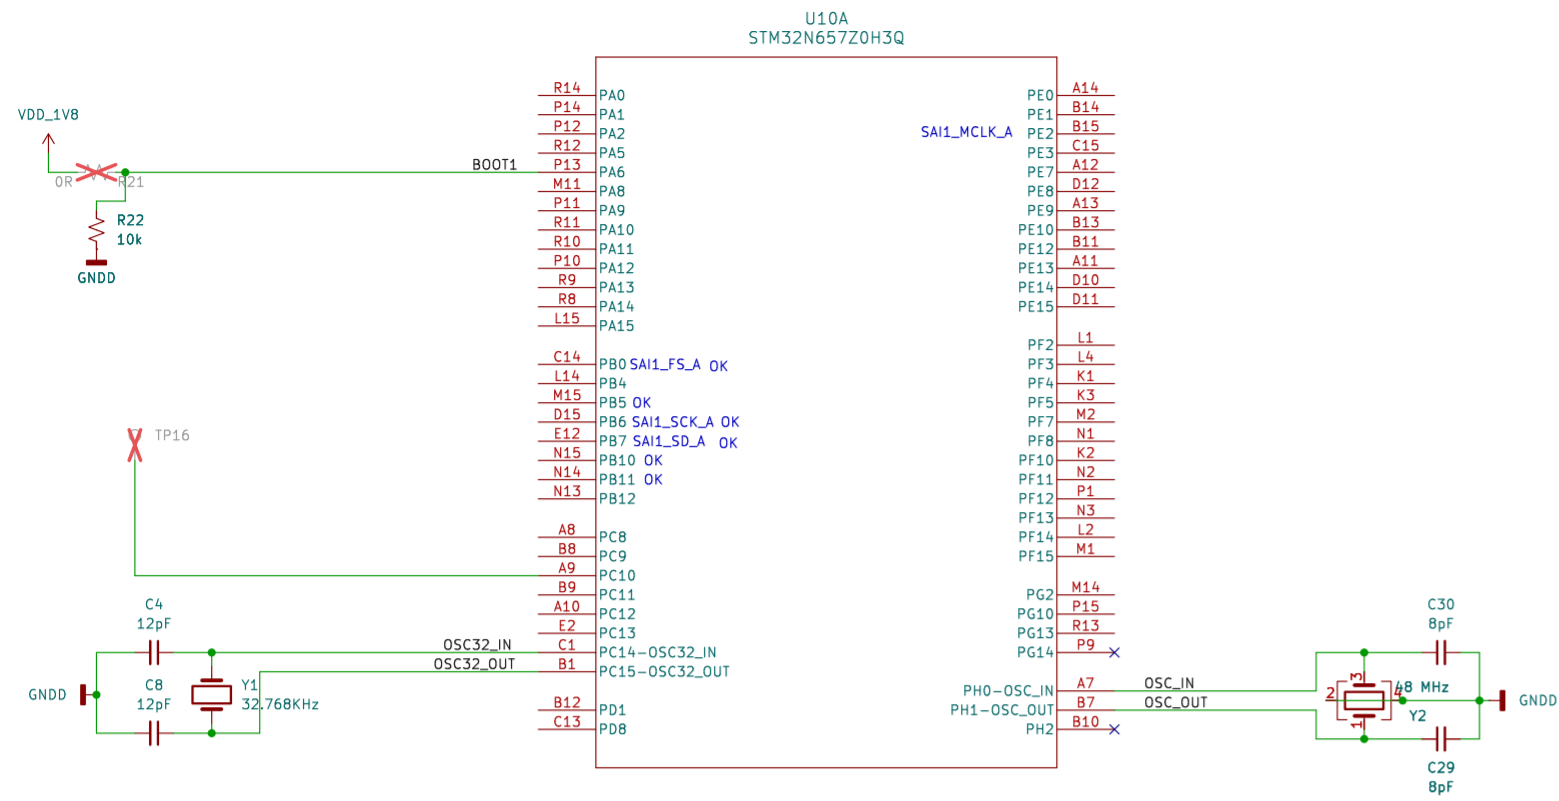 U10A
STM32N657Z0H3Q
VDD_1V8
0R
R21
R22
10k
GNDD
BOOT1
TP16
C4
12pF
C8
12pF
GNDD
Y1
32.768KHz
OSC32_IN
OSC32_OUT
R14 PA0
P14 PA1
P12 PA2
R12 PA5
P13 PA6
M11 PA8
P11 PA9
R11 PA10
R10 PA11
P10 PA12
R9 PA13
R8 PA14
L15 PA15
C14 PB0 SAI1_FS_A OK
L14 PB4
M15 PB5 OK
D15 PB6 SAI1_SCK_A OK
E12 PB7 SAI1_SD_A OK
N15 PB10 OK
N14 PB11 OK
N13 PB12
A8 PC8
B8 PC9
A9 PC10
B9 PC11
A10 PC12
E2 PC13
C1 PC14-OSC32_IN
B1 PC15-OSC32_OUT
B12 PD1
C13 PD8
PE0 A14
PE1 B14
SAI1_MCLK_A PE2 B15
PE3 C15
PE7 A12
PE8 D12
PE9 A13
PE10 B13
PE12 B11
PE13 A11
PE14 D10
PE15 D11
PF2 L1
PF3 L4
PF4 K1
PF5 K3
PF7 M2
PF8 N1
PF10 K2
PF11 N2
PF12 P1
PF13 N3
PF14 L2
PF15 M1
PG2 M14
PG10 P15
PG13 R13
PG14 P9
PH0-OSC_IN A7
PH1-OSC_OUT B7
PH2 B10
OSC_IN
OSC_OUT
C30
8pF
3
2
48 MHz
4
Y2
1
GNDD
C29
8pF